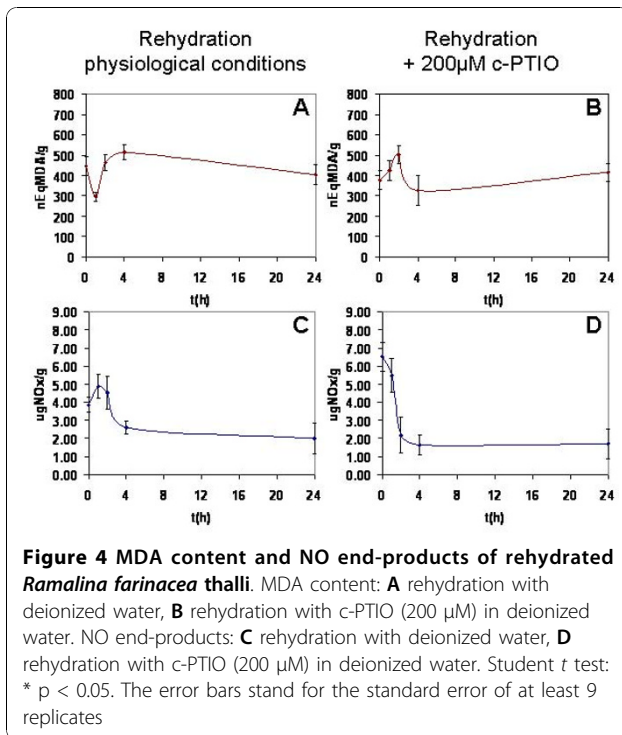 Rehydration
physiological conditions
Rehydration
+ 200µM c-PTIO
800
700
600
500
400
300
200
100
0
nEqMDA/g
A
0 4 8 12 16 20 24
t(h)
800
700
600
500
400
300
200
100
0
nEqMDA/g
B
0 4 8 12 16 20 24
t(h)
9.00
8.00
7.00
6.00
5.00
4.00
3.00
2.00
1.00
0.00
ugNOx/g
C
0 4 8 12 16 20 24
t(h)
9.00
8.00
7.00
6.00
5.00
4.00
3.00
2.00
1.00
0.00
ugNOx/g
D
0 4 8 12 16 20 24
t(h)
Figure 4 MDA content and NO end-products of rehydrated
Ramalina farinacea thalli. MDA content: A rehydration with
deionized water, B rehydration with c-PTIO (200 µM) in deionized
water. NO end-products: C rehydration with deionized water, D
rehydration with c-PTIO (200 µM) in deionized water. Student t test:
* p < 0.05. The error bars stand for the standard error of at least 9
replicates